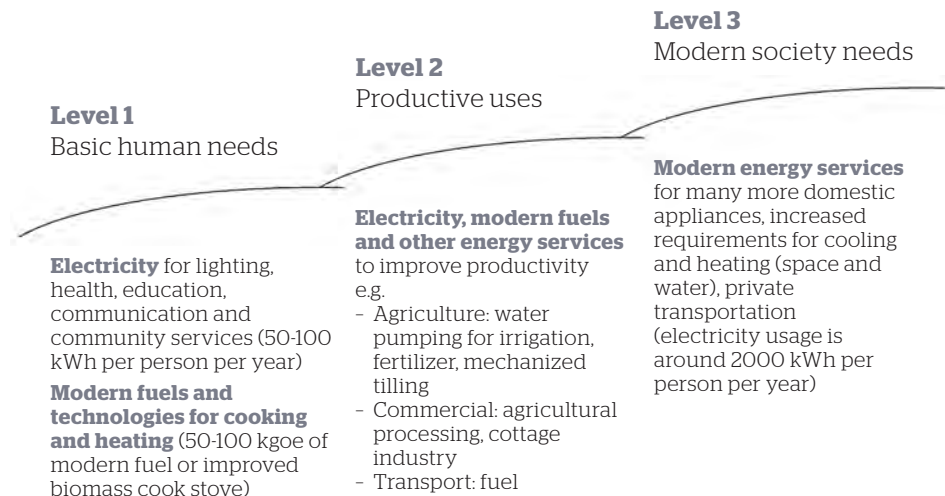 Level 1
Basic human needs
Electricity for lighting,
health, education,
communication and
community services (50-100
kWh per person per year)
Modern fuels and
technologies for cooking
and heating (50-100 kgoe of
modern fuel or improved
biomass cook stove)
Level 2
Productive uses
Electricity, modern fuels
and other energy services
to improve productivity
e.g.
- Agriculture: water
pumping for irrigation,
fertilizer, mechanized
tilling
- Commercial: agricultural
processing, cottage
industry
- Transport: fuel
Level 3
Modern society needs
Modern energy services
for many more domestic
appliances, increased
requirements for cooling
and heating (space and
water), private
transportation
(electricity usage is
around 2000 kWh per
person per year)